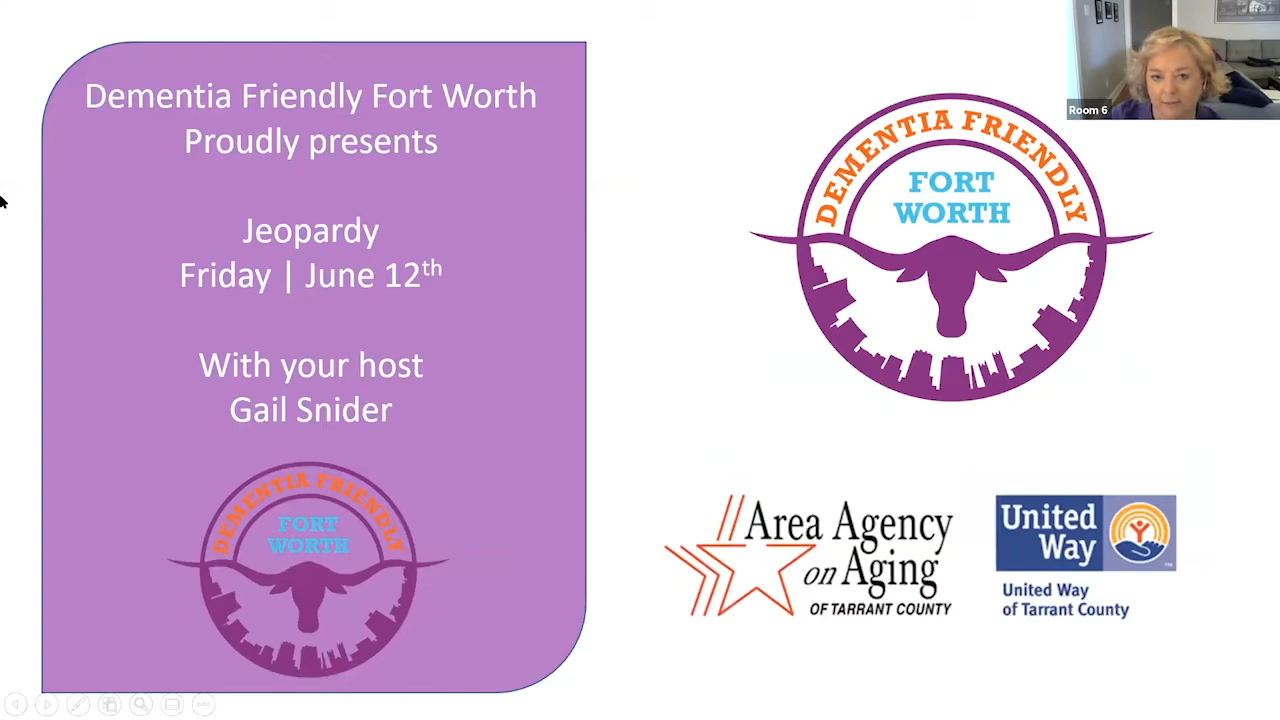 Dementia Friendly Fort Worth
Proudly presents
Jeopardy
Friday | June 12th
With your host
Gail Snider
DEMENTIA FRIENDLY
FORT
WORTH
Room 6
DEMENTIA FRIENDLY
FORT
WORTH
Area Agency
on Aging
OF TARRANT COUNTY
United
Way
TM
United Way
of Tarrant County